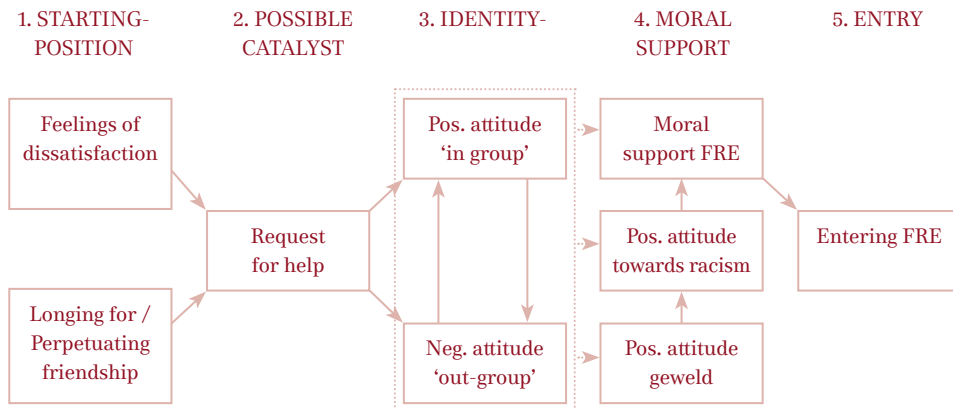 1. STARTING-
POSITION
2. POSSIBLE
CATALYST
3. IDENTITY-
4. MORAL
SUPPORT
5. ENTRY
Feelings of
dissatisfaction
Longing for /
Perpetuating
friendship
Request
for help
Pos. attitude
‘in group’
Neg. attitude
‘out-group’
Moral
support FRE
Pos. attitude
towards racism
Pos. attitude
geweld
Entering FRE